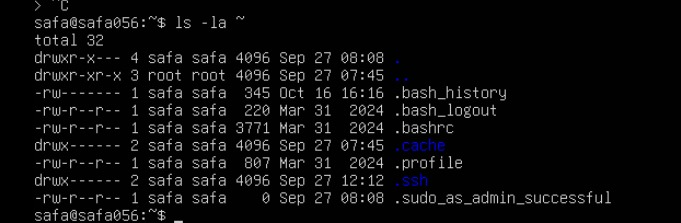 > ^C
safa@safa056:~$ ls -la ~
total 32
drwxr-x--- 4 safa safa 4096 Sep 27 08:08 .
drwxr-xr-x 3 root root 4096 Sep 27 07:45 ..
-rw------- 1 safa safa  345 Oct 16 16:16 .bash_history
-rw-r--r-- 1 safa safa  220 Mar 31  2024 .bash_logout
-rw-r--r-- 1 safa safa 3771 Mar 31  2024 .bashrc
drwx------ 2 safa safa 4096 Sep 27 07:45 .cache
-rw-r--r-- 1 safa safa  807 Mar 31  2024 .profile
drwx------ 2 safa safa 4096 Sep 27 12:12 .ssh
-rw-r--r-- 1 safa safa    0 Sep 27 08:08 .sudo_as_admin_successful
safa@safa056:~$ _